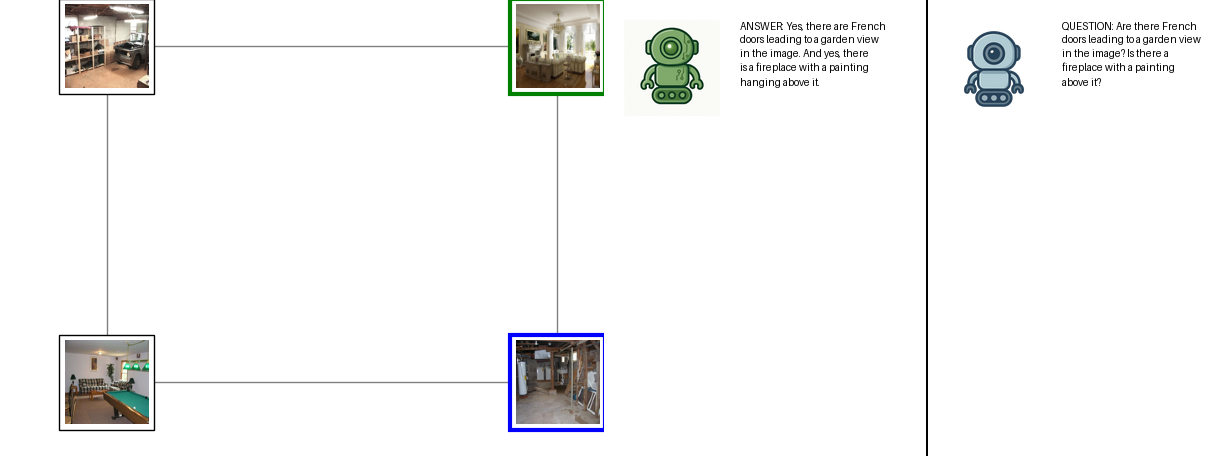 ANSWER: Yes, there are French
doors leading to a garden view
in the image. And yes, there
is a fireplace with a painting
hanging above it.
QUESTION: Are there French
doors leading to a garden view
in the image? Is there a
fireplace with a painting
above it?